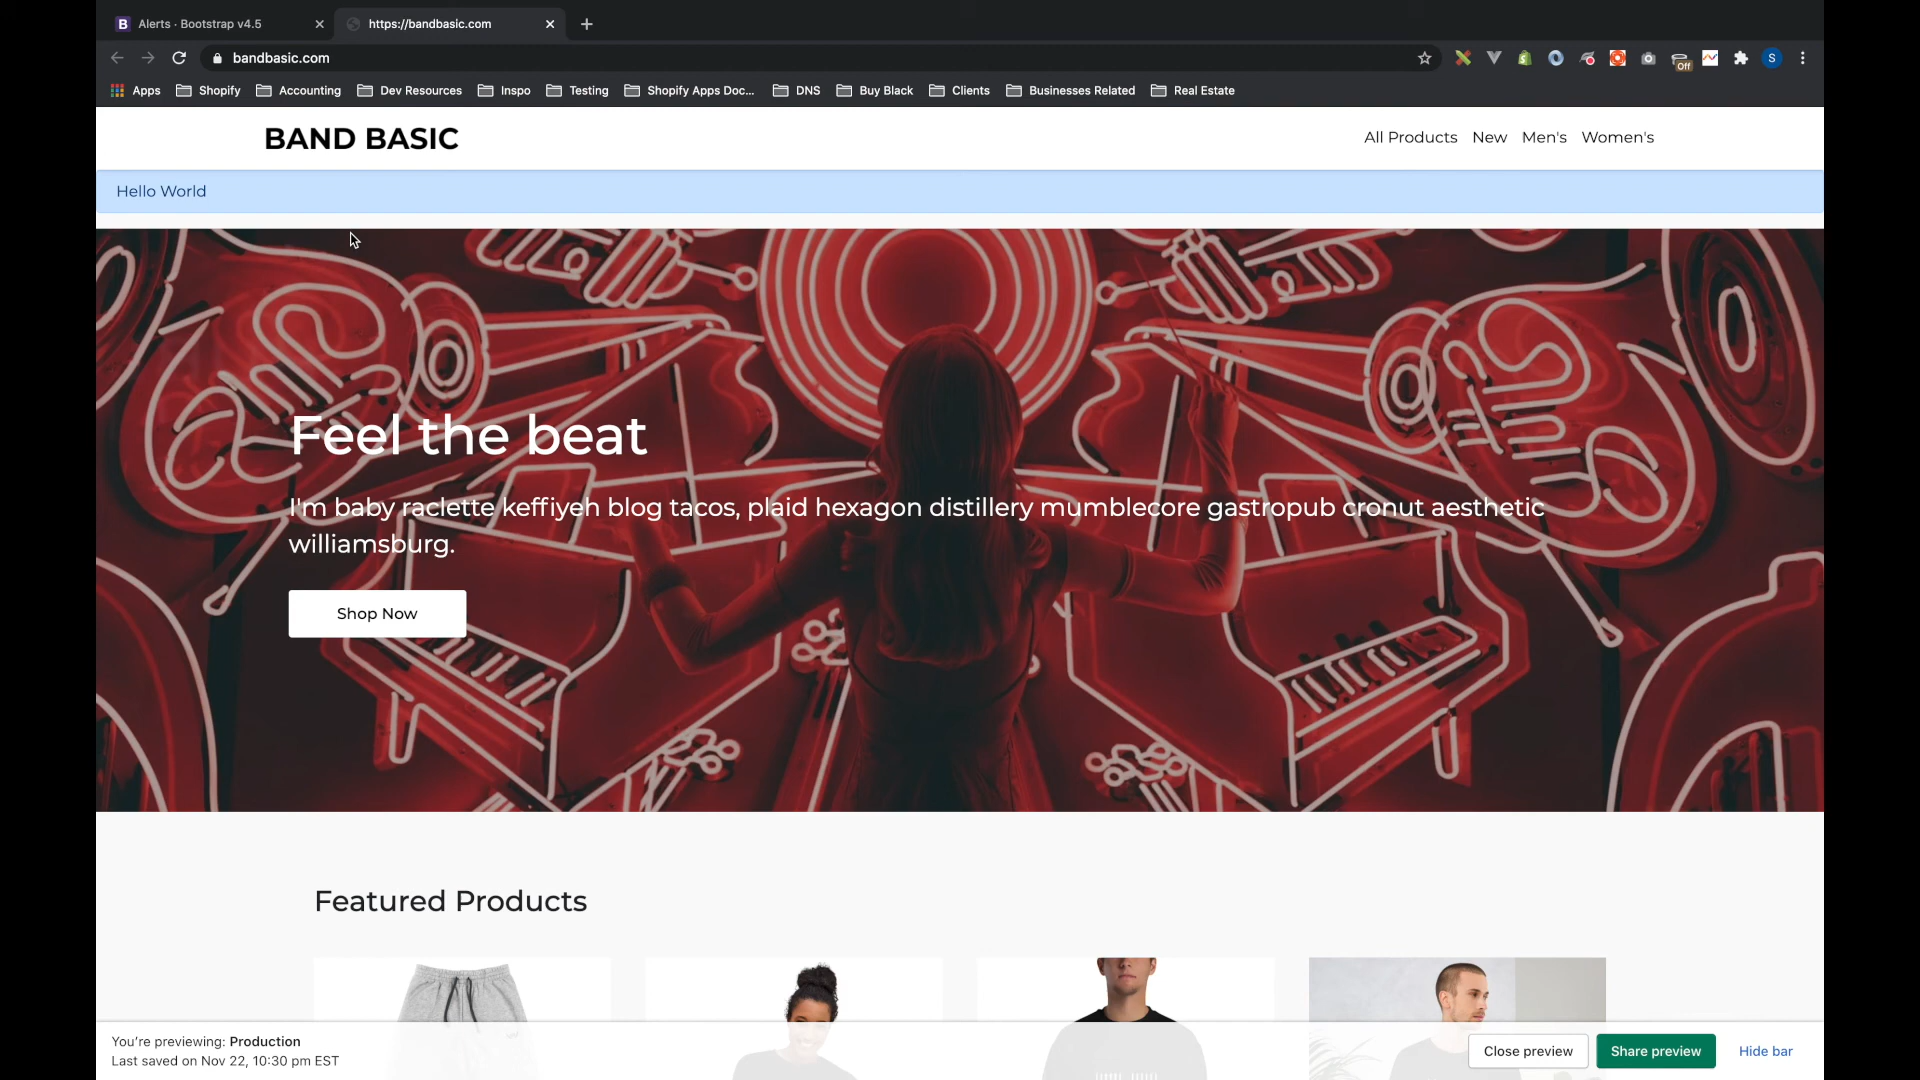 Alerts · Bootstrap v4.5
https://bandbasic.com
bandbasic.com
Off
S
Apps
Shopify
Accounting
Dev Resources
Inspo
Testing
Shopify Apps Doc...
DNS
Buy Black
Clients
Businesses Related
Real Estate
BAND BASIC
All Products
New
Men's
Women's
Hello World
Feel the beat
I'm baby raclette keffiyeh blog tacos, plaid hexagon distillery mumblecore gastropub cronut aesthetic
williamsburg.
Shop Now
Featured Products
You're previewing: Production
Last saved on Nov 22, 10:30 pm EST
Close preview
Share preview
Hide bar